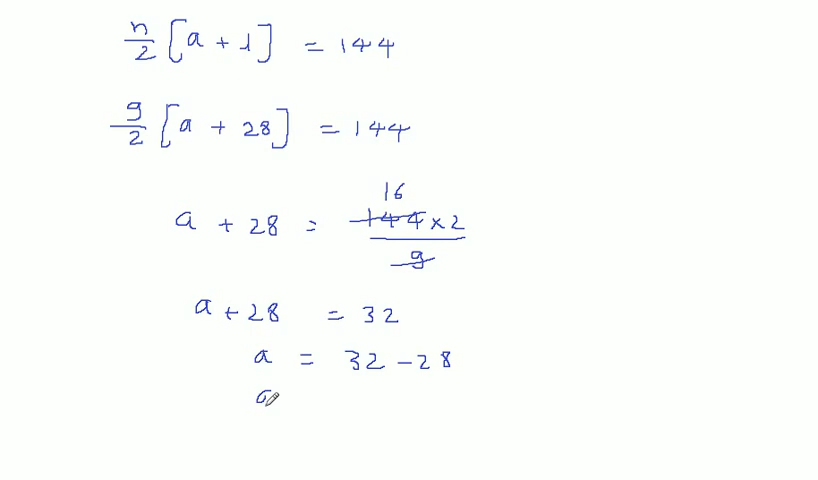 n/2 [a + l] = 144
9/2 [a + 28] = 144
16
a + 28 = 144 × 2 / 9
a + 28 = 32
a = 32 - 28
a